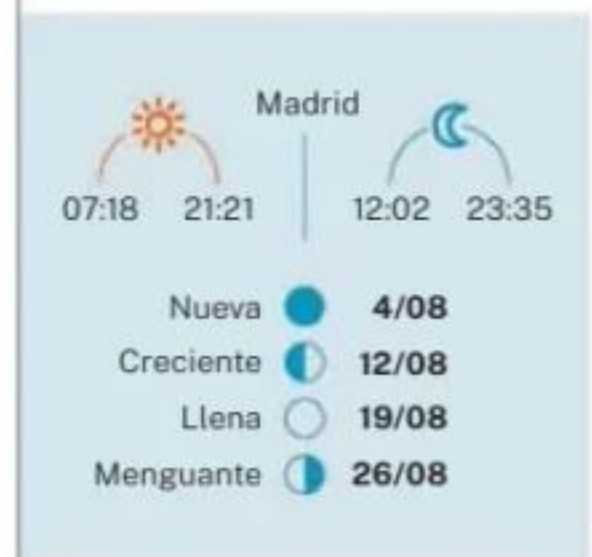 Madrid
07:18 21:21 12:02 23:35
Nueva 4/08
Creciente 12/08
Llena 19/08
Menguante 26/08